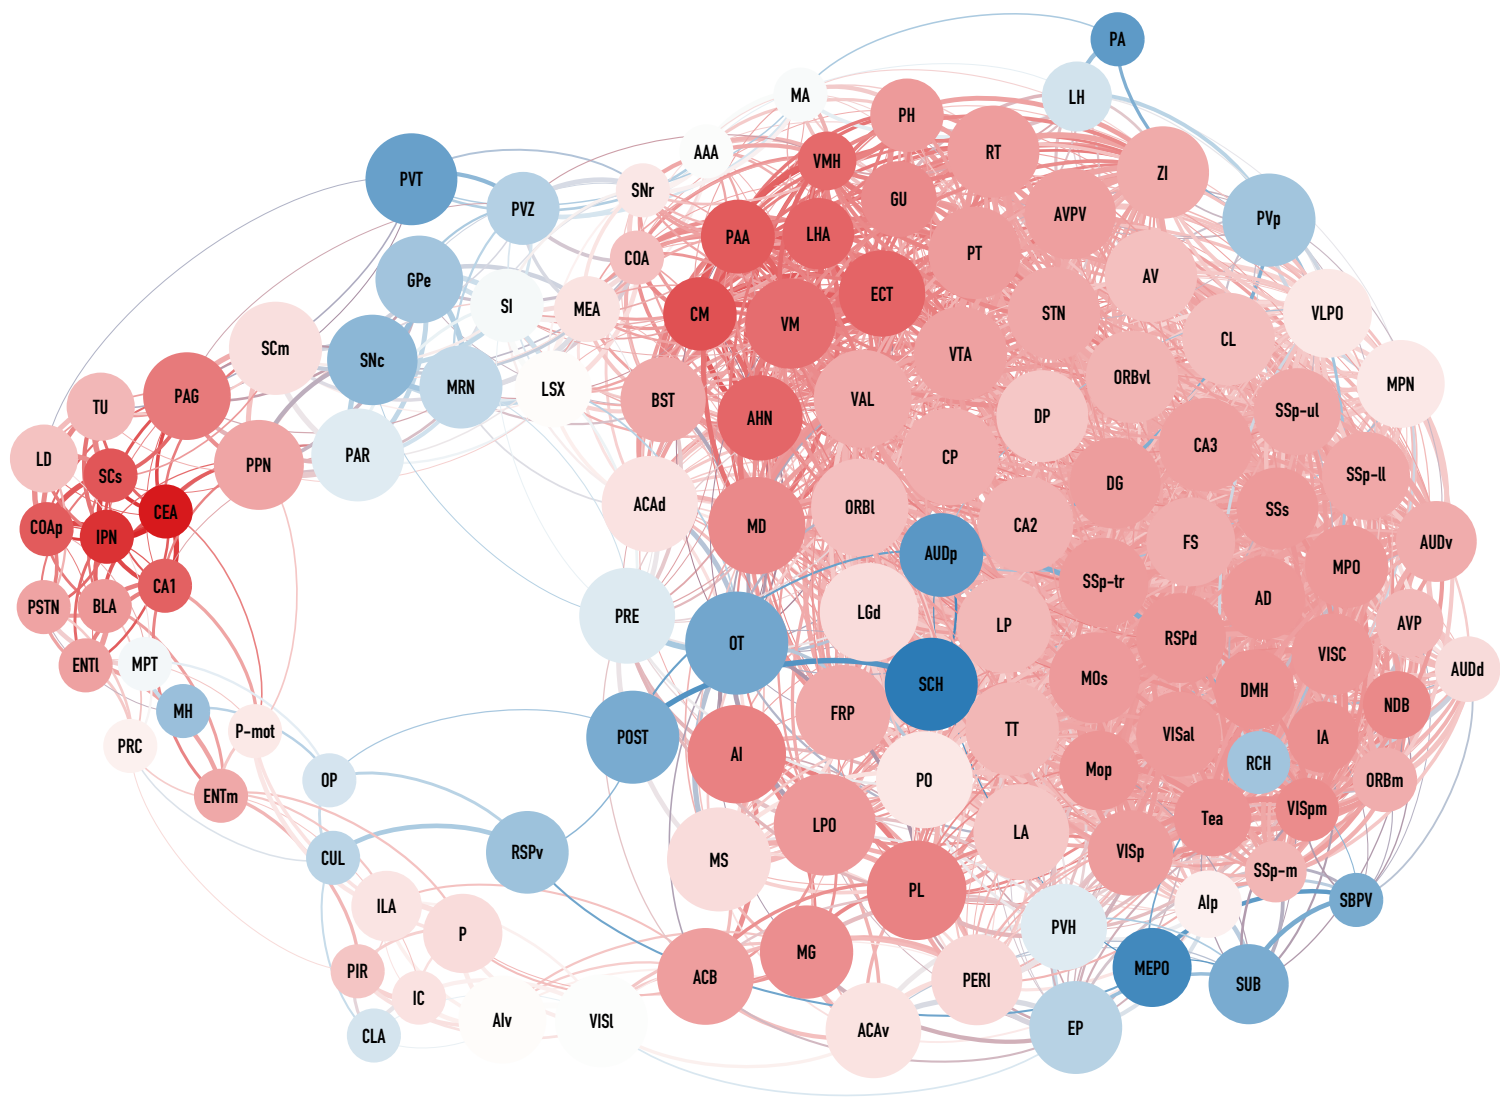 PA
MA
LH
PH
AAA
VMH
RT
PVT
SNr
ZI
PVZ
GU
AVPV
PVp
PAA
LHA
COA
PT
GPe
AV
SI
MEA
ECT
CM
VM
STN
VLPO
SCm
SNc
VTA
CL
MRN
LSX
ORBvl
MPN
PAG
TU
BST
VAL
AHN
DP
SSp-ul
CA3
LD
SCs
PPN
PAR
CP
DG
SSp-ll
CEA
ACAd
ORBl
SSs
COAp
IPN
MD
CA2
FS
AUDv
AUDp
CA1
SSp-tr
MPO
PSTN
BLA
PRE
LGd
LP
AD
AVP
ENTl
MPT
OT
RSPd
VISC
AUDd
SCH
MOs
DMH
MH
FRP
NDB
PRC
P-mot
POST
AI
TT
VISal
IA
ENTm
OP
PO
Mop
RCH
ORBm
LPO
LA
Tea
VISpm
CUL
RSPv
MS
VISp
SSp-m
ILA
PL
AIp
SBPV
P
PVH
PIR
ACB
MG
PERI
MEPO
SUB
IC
CLA
AIv
VISl
ACAv
EP